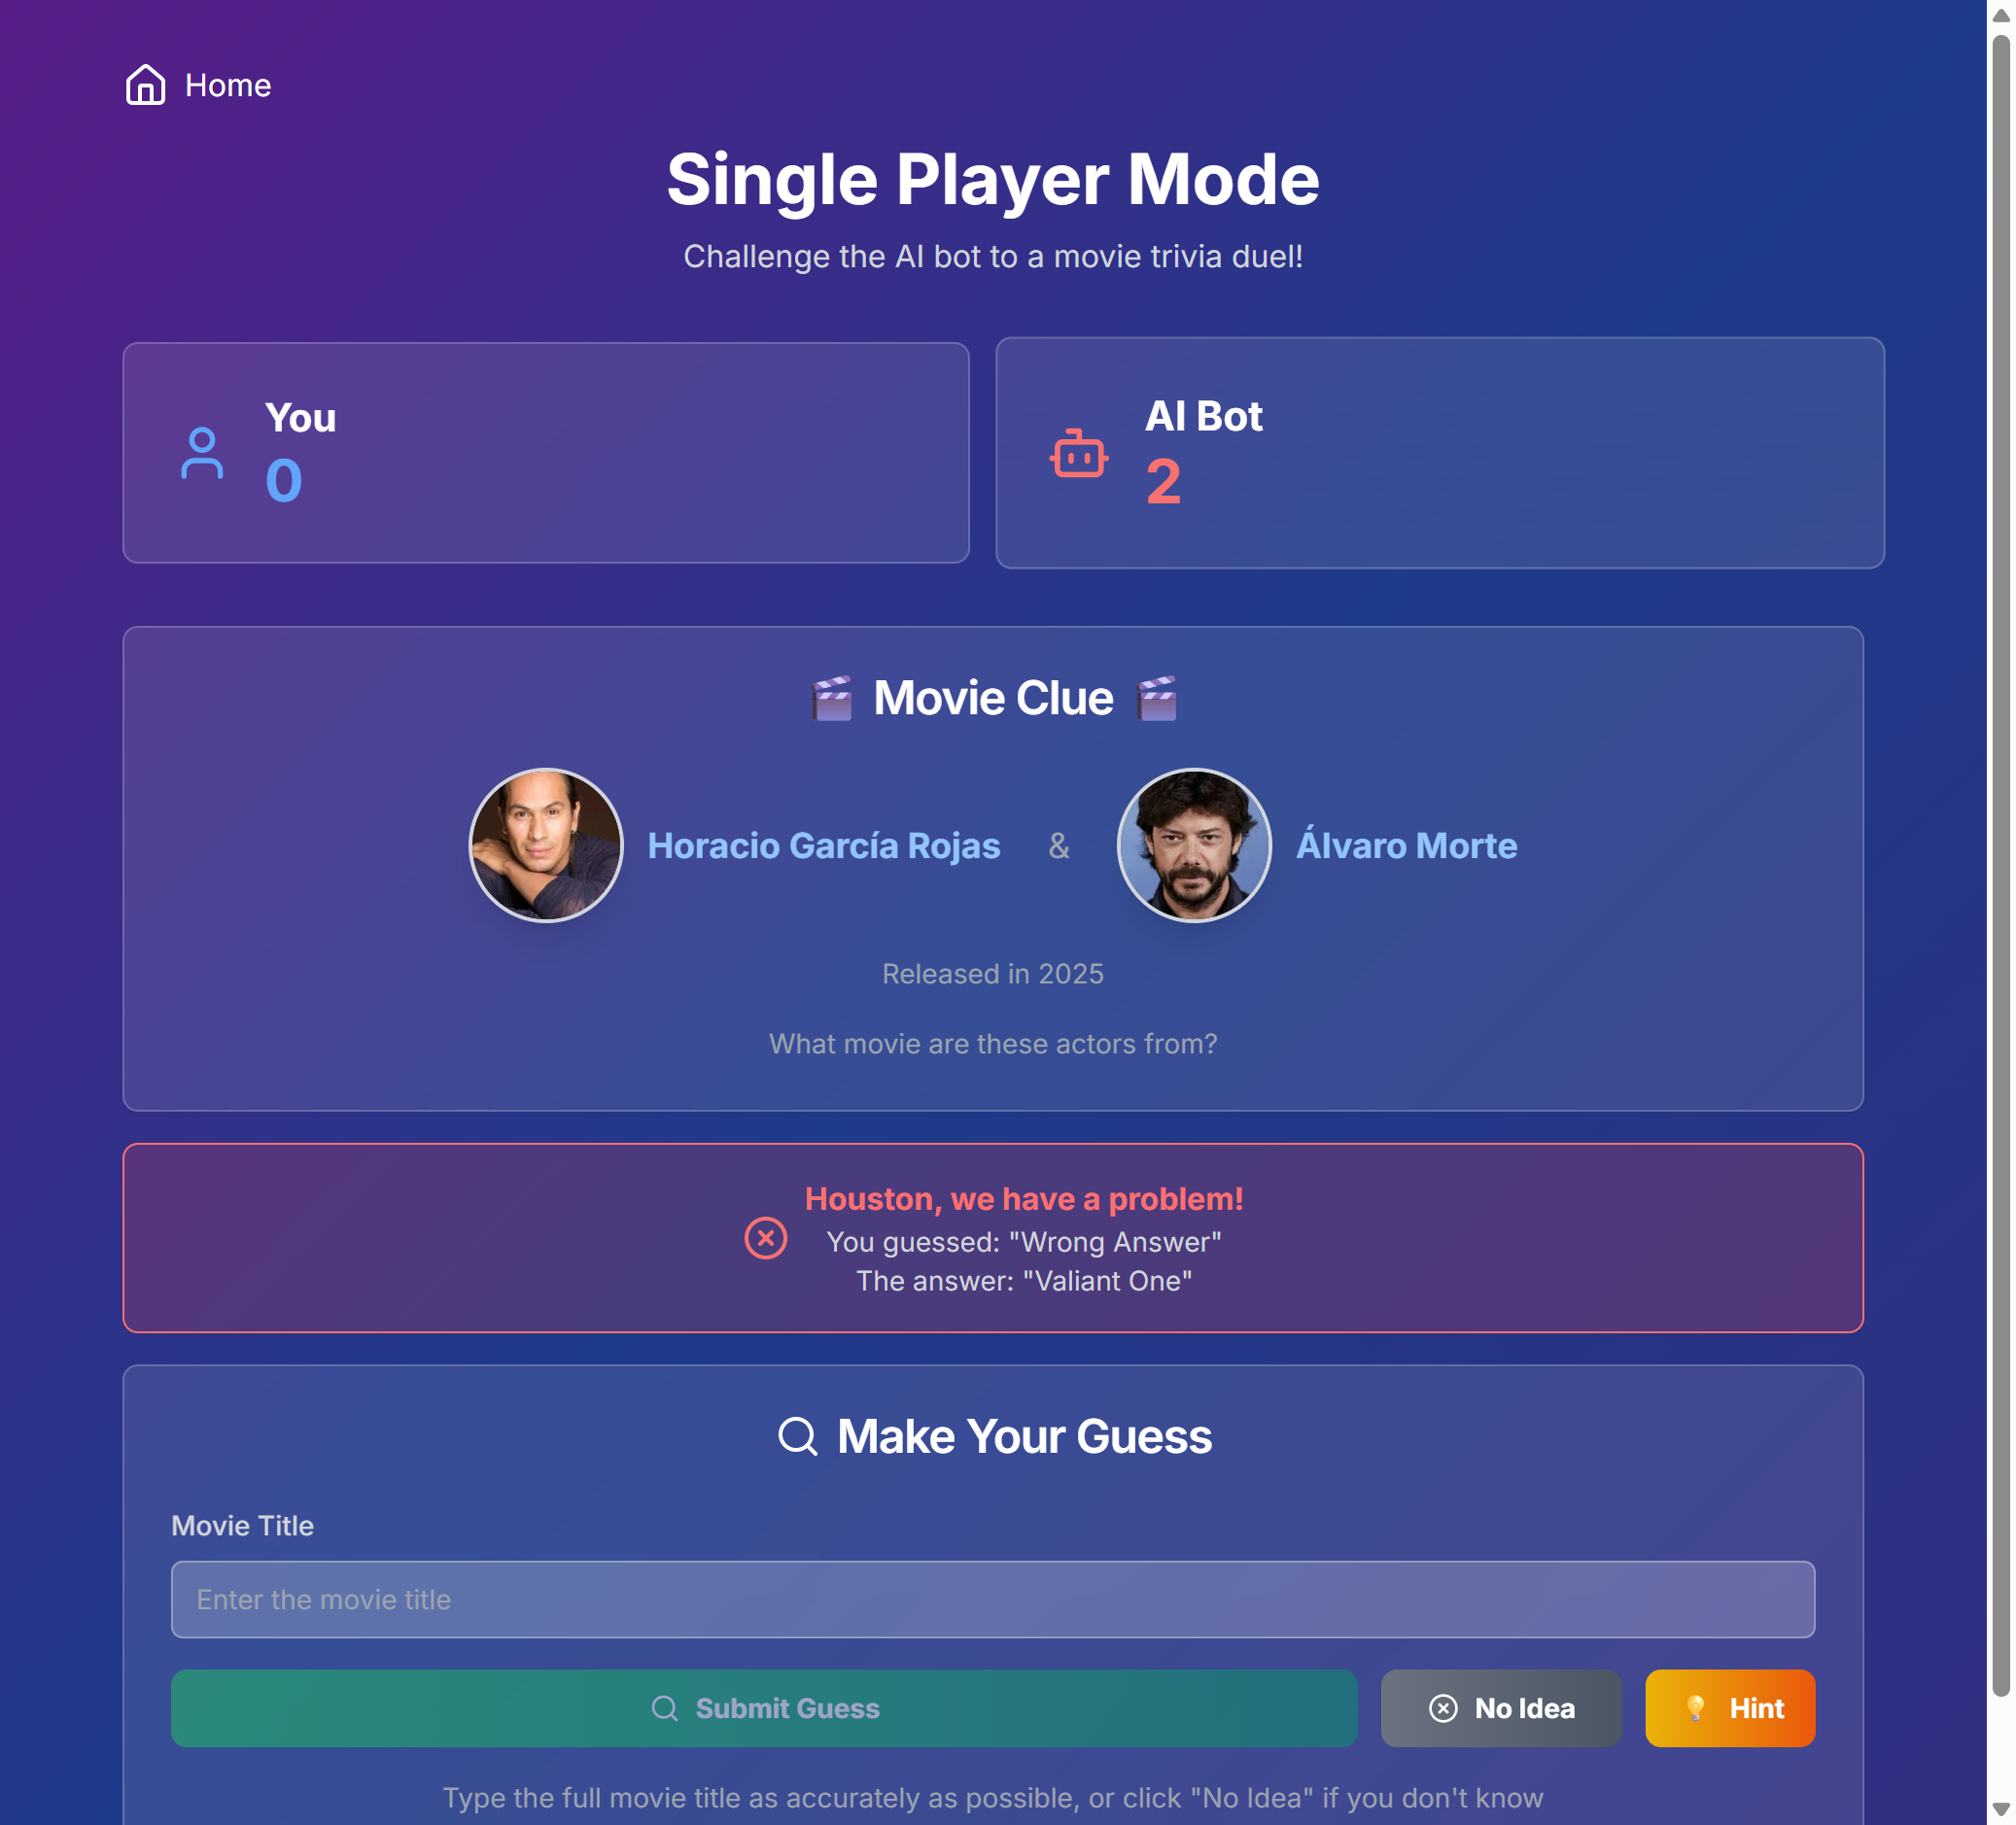 Home
Single Player Mode
Challenge the AI bot to a movie trivia duel!
You
0
AI Bot
2
🎬 Movie Clue 🎬
Horacio García Rojas & Álvaro Morte
Released in 2025
What movie are these actors from?
Houston, we have a problem!
You guessed: "Wrong Answer"
The answer: "Valiant One"
Make Your Guess
Movie Title
Enter the movie title
Submit Guess
No Idea
💡 Hint
Type the full movie title as accurately as possible, or click "No Idea" if you don't know